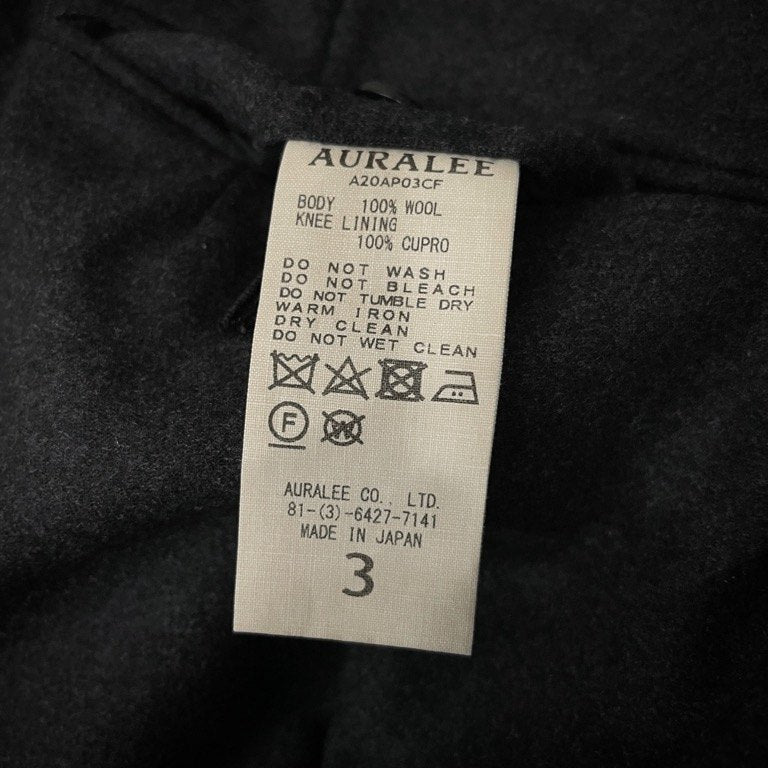 AURALEE
A20AP03CF
BODY 100% WOOL
KNEE LINING
100% CUPRO
DO NOT WASH
DO NOT BLEACH
DO NOT TUMBLE DRY
WARM IRON
DRY CLEAN
DO NOT WET CLEAN
F W
AURALEE CO., LTD.
81-(3)-6427-7141
MADE IN JAPAN
3